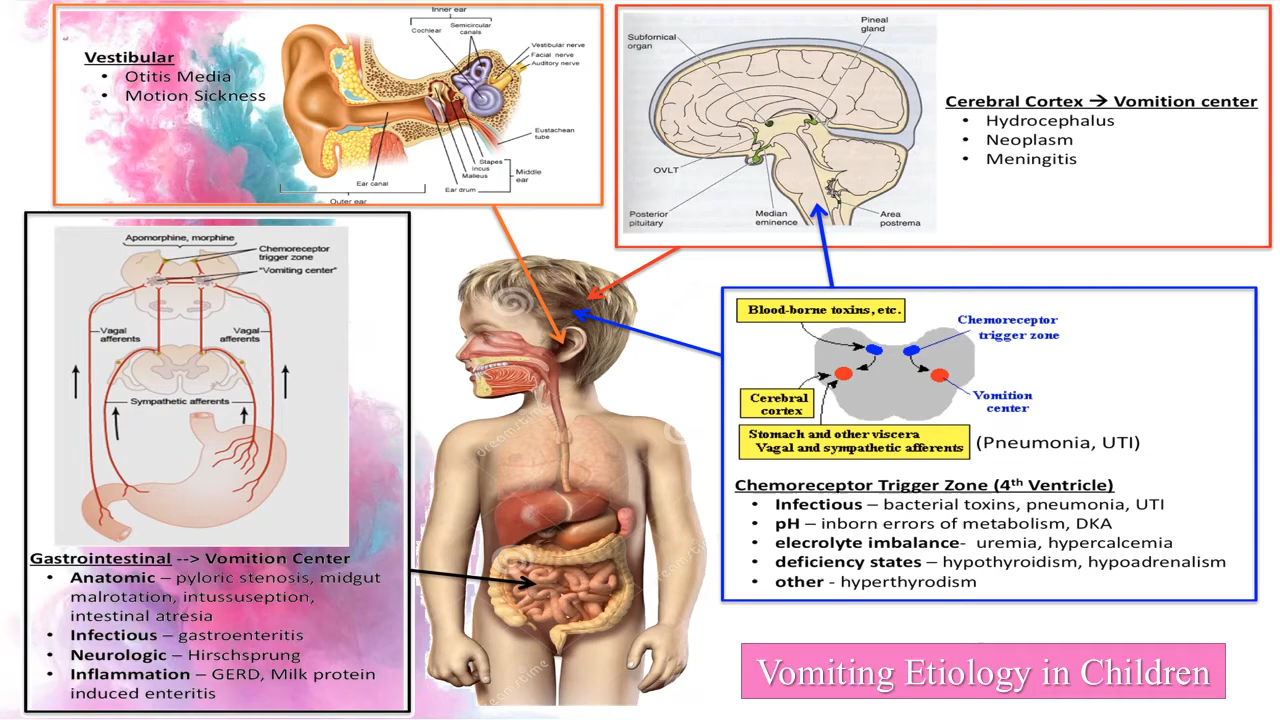 Vestibular
• Otitis Media
• Motion Sickness
Inner ear
Cochlear
Semicircular
canals
Vestibular nerve
Facial nerve
Auditory nerve
Eustachean
tube
Stapes
Incus
Malleus
Middle
ear
Ear drum
Ear canal
Outer ear
Pineal
gland
Subfornical
organ
OVLT
Posterior
pituitary
Median
eminence
Area
postrema
Cerebral Cortex → Vomition center
• Hydrocephalus
• Neoplasm
• Meningitis
Apomorphine, morphine
Chemoreceptor
trigger zone
"Vomiting center"
Vagal
afferents
Vagal
afferents
Sympathetic afferents
Gastrointestinal --> Vomition Center
• Anatomic – pyloric stenosis, midgut
malrotation, intussuseption,
intestinal atresia
• Infectious – gastroenteritis
• Neurologic – Hirschsprung
• Inflammation – GERD, Milk protein
induced enteritis
dreamstime
dreamstime
dreamstime
Blood-borne toxins, etc.
Chemoreceptor
trigger zone
Cerebral
cortex
Vomition
center
Stomach and other viscera
Vagal and sympathetic afferents
(Pneumonia, UTI)
Chemoreceptor Trigger Zone (4th Ventricle)
• Infectious – bacterial toxins, pneumonia, UTI
• pH – inborn errors of metabolism, DKA
• elecrolyte imbalance- uremia, hypercalcemia
• deficiency states – hypothyroidism, hypoadrenalism
• other - hyperthyrodism
Vomiting Etiology in Children